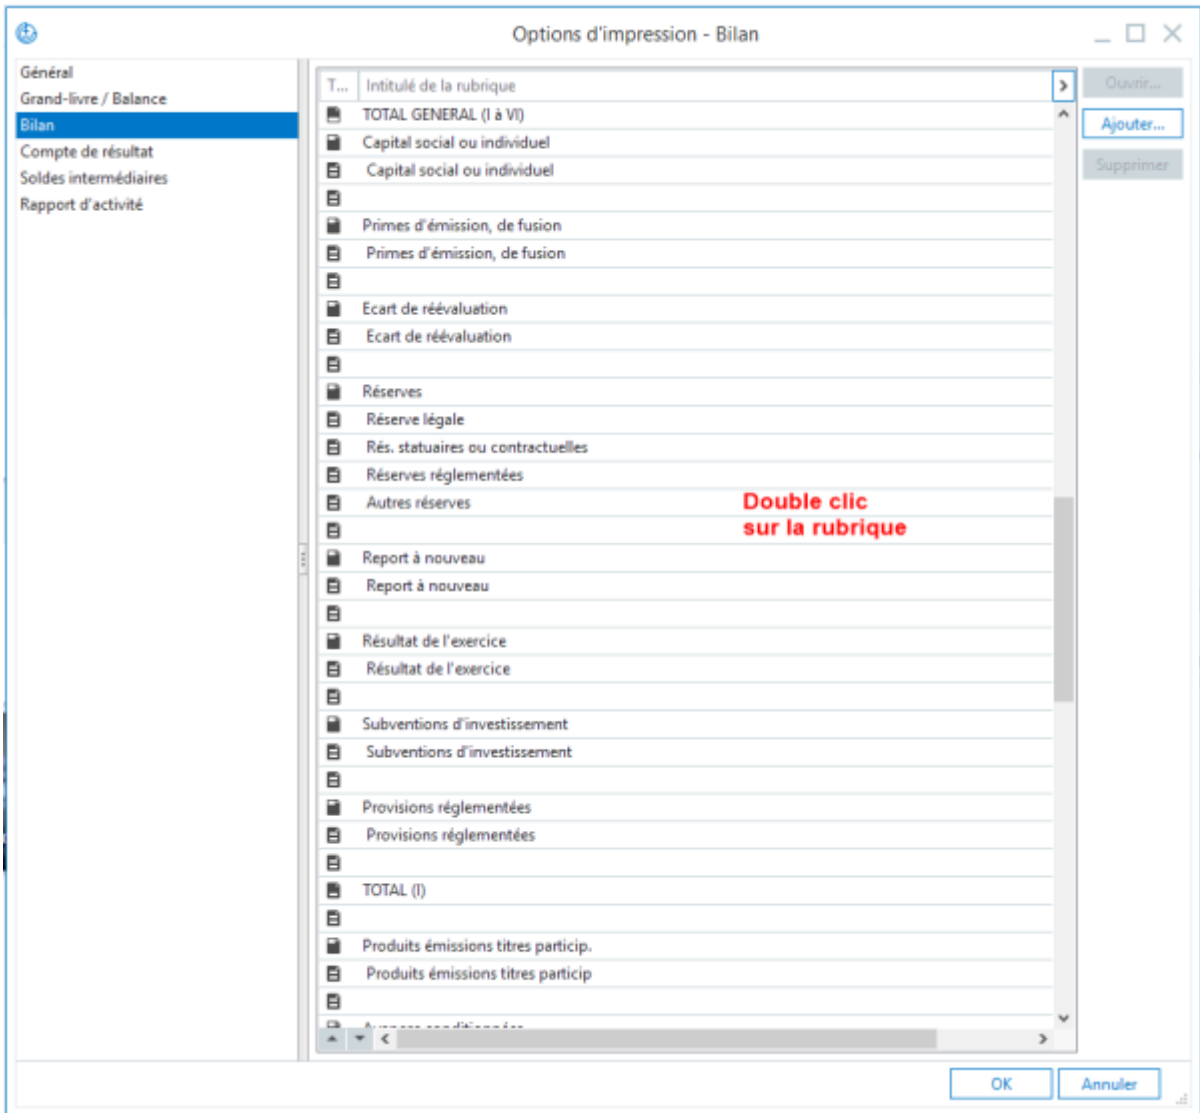 Options d'impression - Bilan
Général
Grand-livre / Balance
Bilan
Compte de résultat
Soldes intermédiaires
Rapport d'activité
T... Intitulé de la rubrique
TOTAL GENERAL (I à VI)
Capital social ou individuel
Capital social ou individuel
Primes d'émission, de fusion
Primes d'émission, de fusion
Ecart de réévaluation
Ecart de réévaluation
Réserves
Réserve légale
Rés. statuaires ou contractuelles
Réserves réglementées
Autres réserves
Double clic
sur la rubrique
Report à nouveau
Report à nouveau
Résultat de l'exercice
Résultat de l'exercice
Subventions d'investissement
Subventions d'investissement
Provisions réglementées
Provisions réglementées
TOTAL (I)
Produits émissions titres particip.
Produits émissions titres particip
Ouvrir...
Ajouter...
Supprimer
OK
Annuler